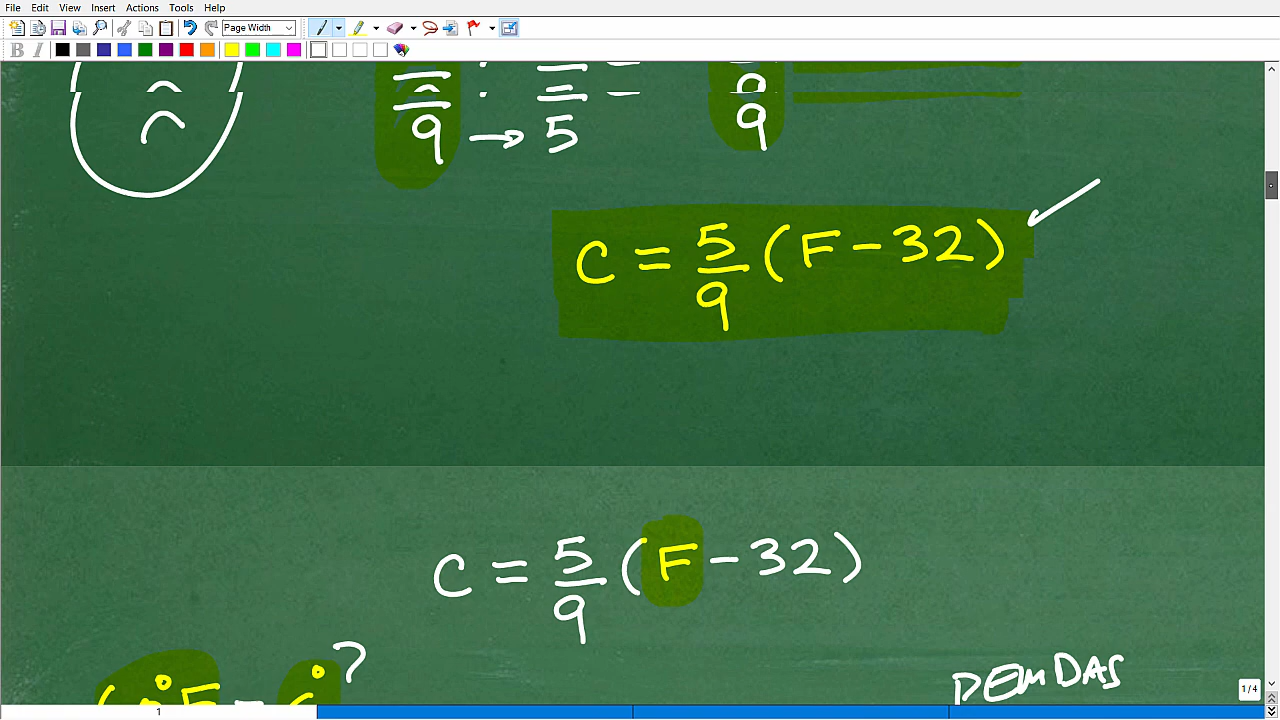 File Edit View Insert Actions Tools Help
Page Width
B I
9 → 5 9
C = 5/9 (F - 32)
C = 5/9 (F - 32)
?
PEMDAS
1/4
1